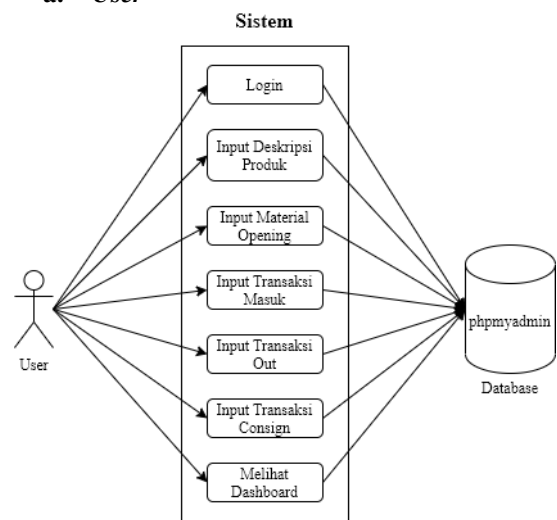 a. User
Sistem
Login
Input Deskripsi
Produk
Input Material
Opening
Input Transaksi
Masuk
Input Transaksi
Out
Input Transaksi
Consign
Melihat
Dashboard
User
phpmyadmin
Database